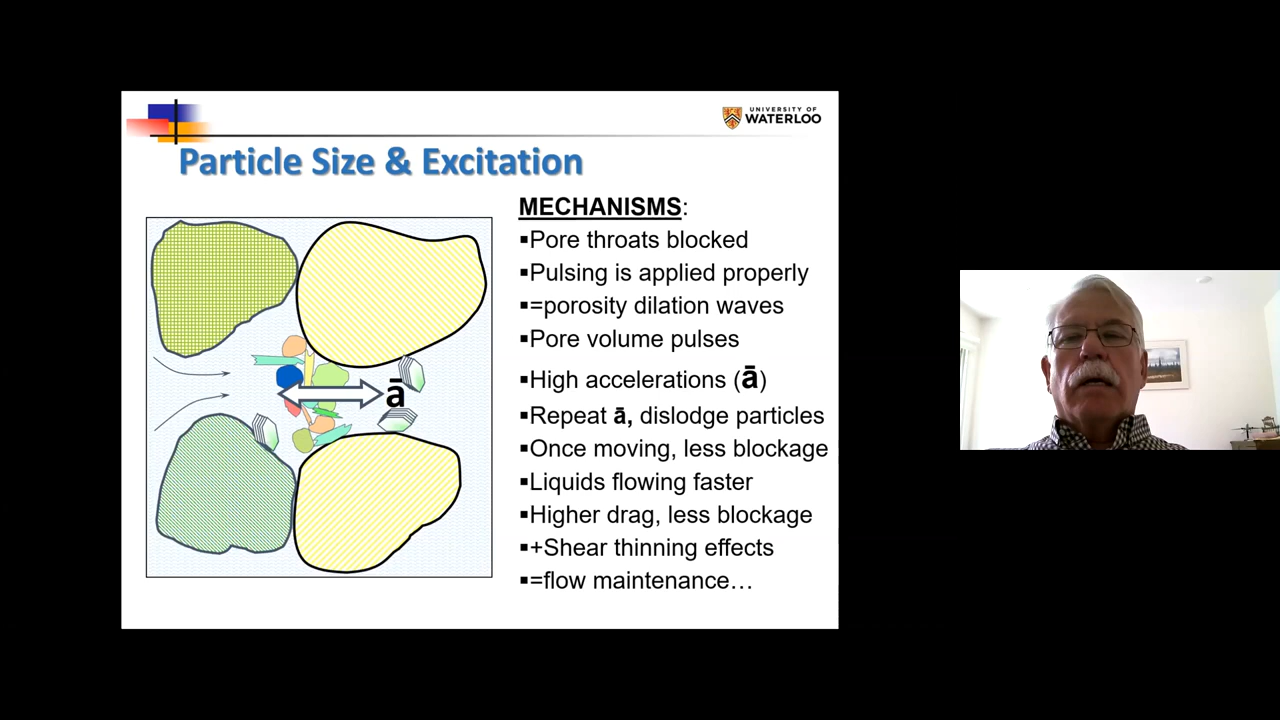 UNIVERSITY OF
WATERLOO
Particle Size & Excitation
MECHANISMS:
▪Pore throats blocked
▪Pulsing is applied properly
▪=porosity dilation waves
▪Pore volume pulses
▪High accelerations (ā)
▪Repeat ā, dislodge particles
▪Once moving, less blockage
▪Liquids flowing faster
▪Higher drag, less blockage
▪+Shear thinning effects
▪=flow maintenance…
ā